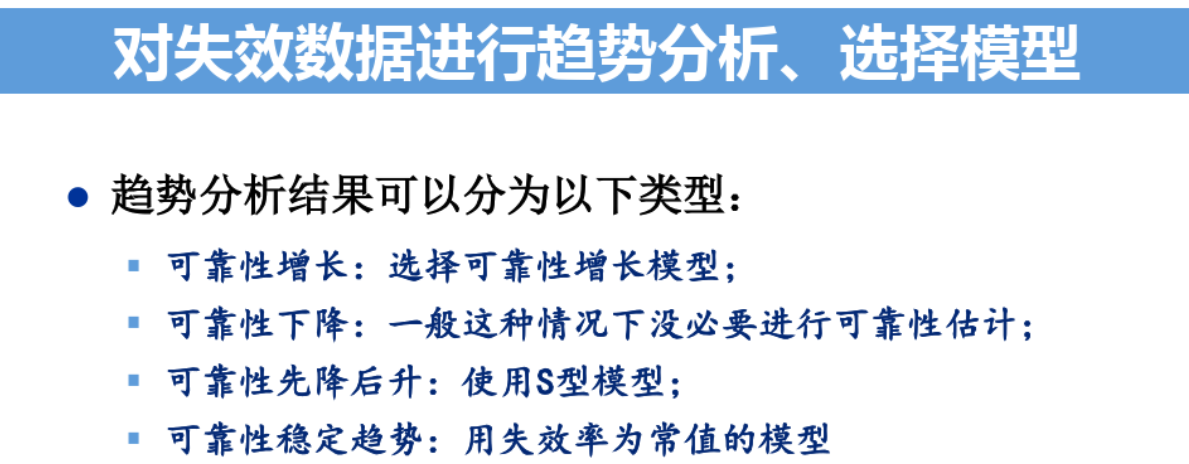 对失效数据进行趋势分析、选择模型
● 趋势分析结果可以分为以下类型：
▪ 可靠性增长：选择可靠性增长模型；
▪ 可靠性下降：一般这种情况下没必要进行可靠性估计；
▪ 可靠性先降后升：使用S型模型；
▪ 可靠性稳定趋势：用失效率为常值的模型